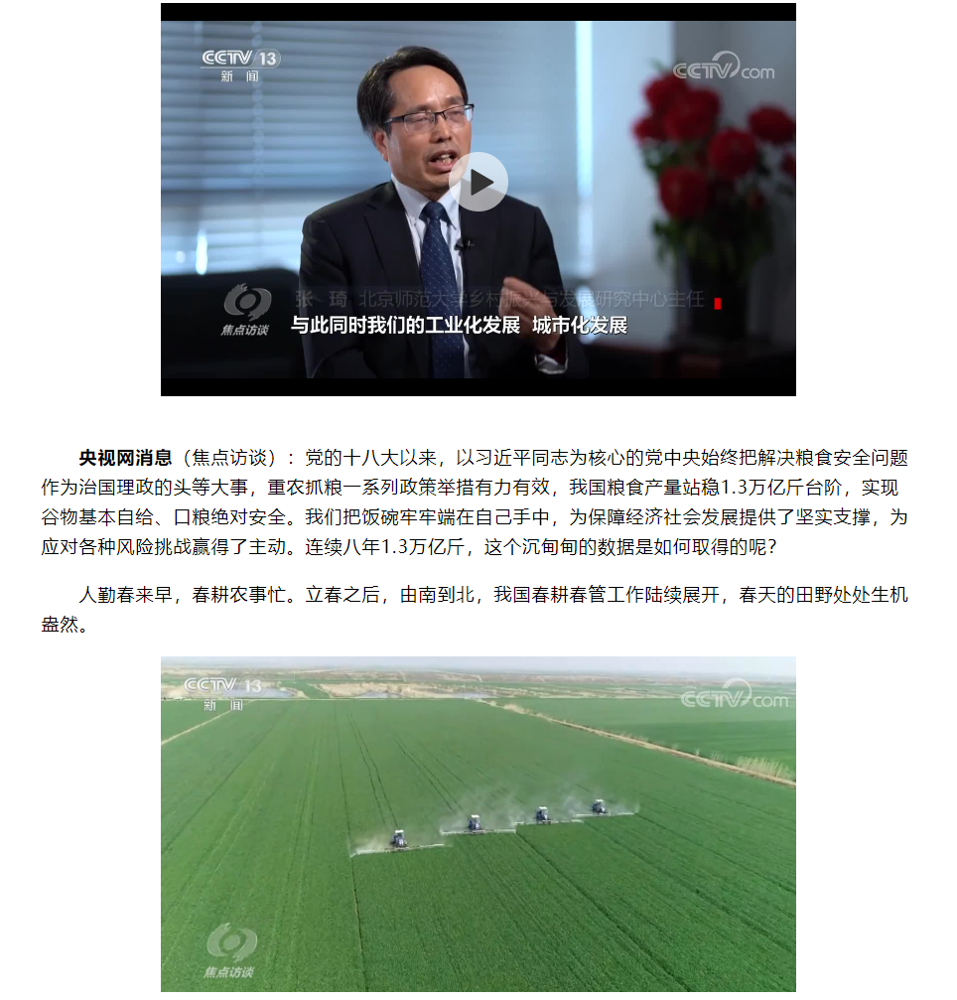 CCTV 13
新闻
CCTV com
张 琦 北京师范大学乡村振兴与发展研究中心主任
焦点访谈
与此同时我们的工业化发展 城市化发展
央视网消息（焦点访谈）：党的十八大以来，以习近平同志为核心的党中央始终把解决粮食安全问题
作为治国理政的头等大事，重农抓粮一系列政策举措有力有效，我国粮食产量站稳1.3万亿斤台阶，实现
谷物基本自给、口粮绝对安全。我们把饭碗牢牢端在自己手中，为保障经济社会发展提供了坚实支撑，为
应对各种风险挑战赢得了主动。连续八年1.3万亿斤，这个沉甸甸的数据是如何取得的呢？
人勤春来早，春耕农事忙。立春之后，由南到北，我国春耕春管工作陆续展开，春天的田野处处生机
盎然。
CCTV 13
新闻
CCTV com
焦点访谈